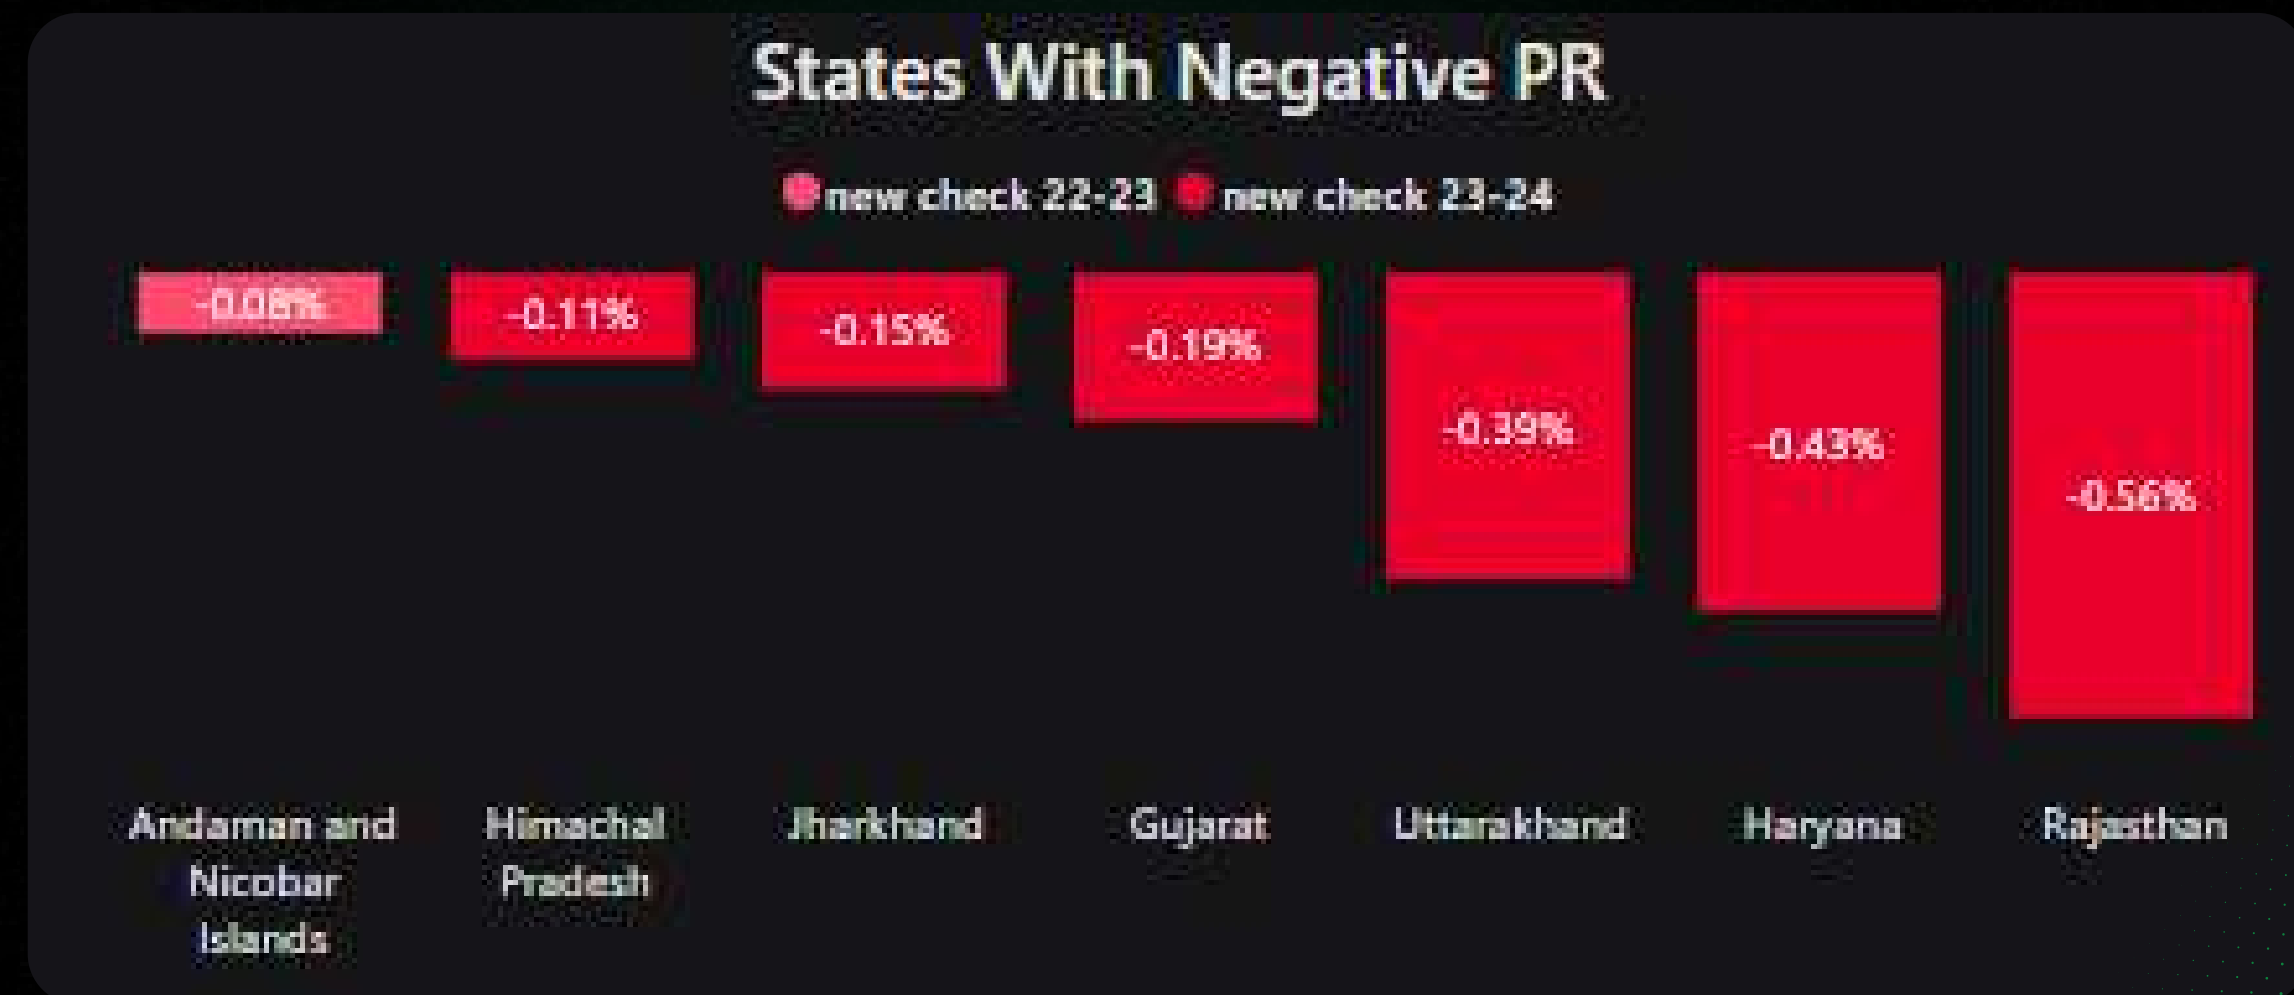 States With Negative PR
new check 22-23 new check 23-24
-0.08% -0.11% -0.15% -0.19% -0.39% -0.43% -0.56%
Andaman and Himachal Jharkhand Gujarat Uttarakhand Haryana Rajasthan
Nicobar Pradesh
Islands